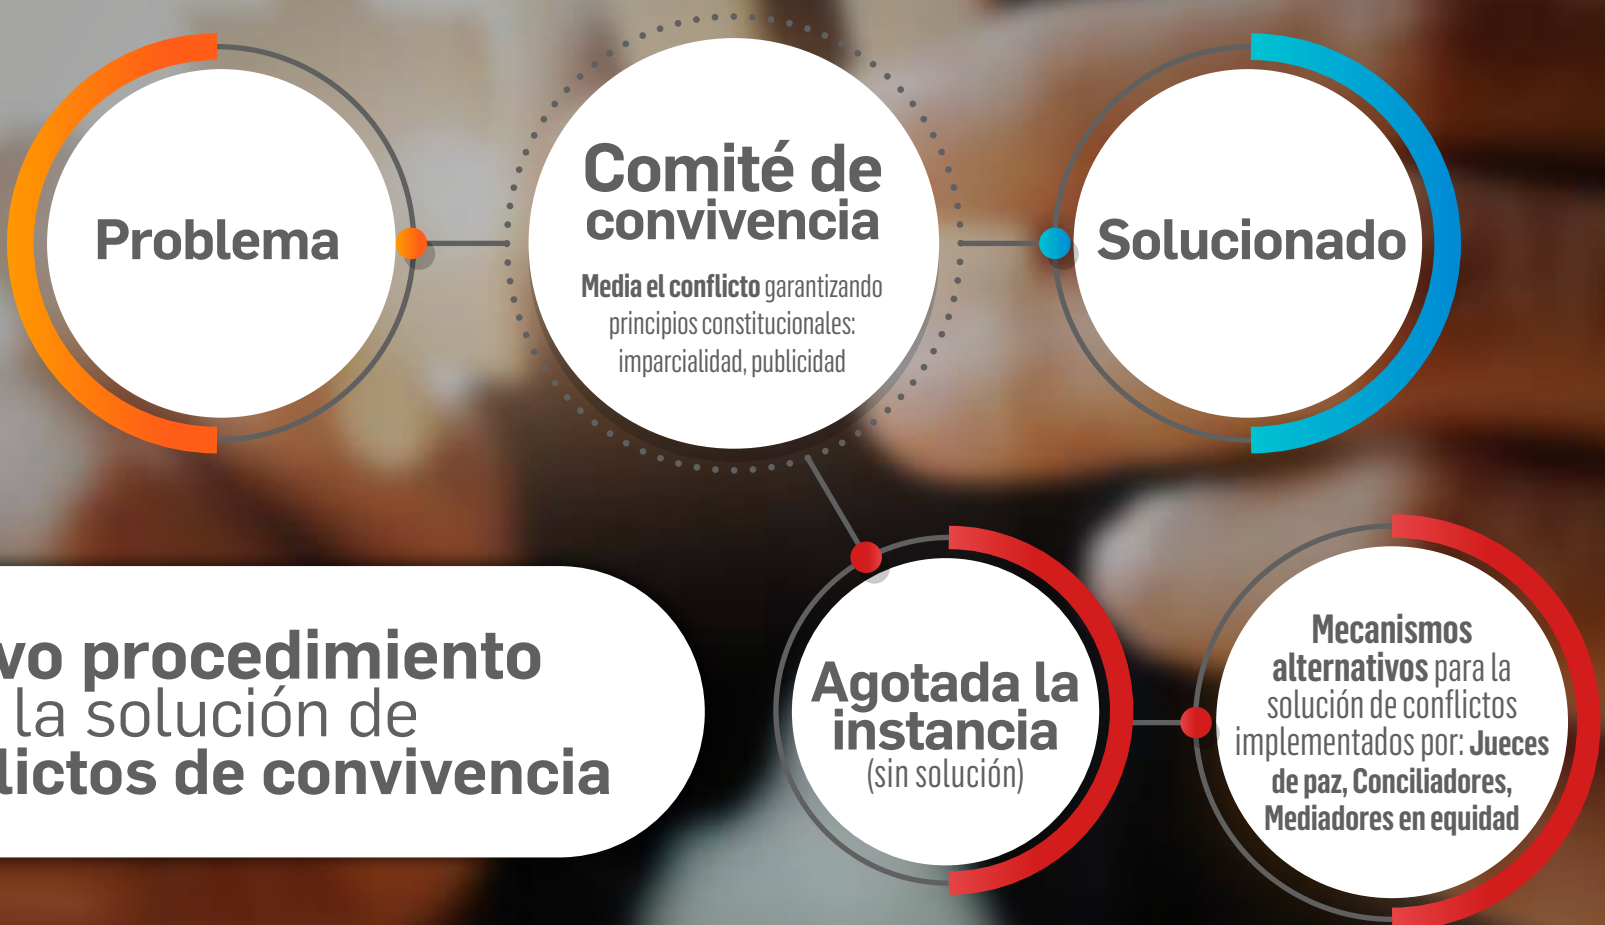 Problema
Comité de
convivencia
Media el conflicto garantizando
principios constitucionales:
imparcialidad, publicidad
Solucionado
vo procedimiento
la solución de
lictos de convivencia
Agotada la
instancia
(sin solución)
Mecanismos
alternativos para la
solución de conflictos
implementados por: Jueces
de paz, Conciliadores,
Mediadores en equidad